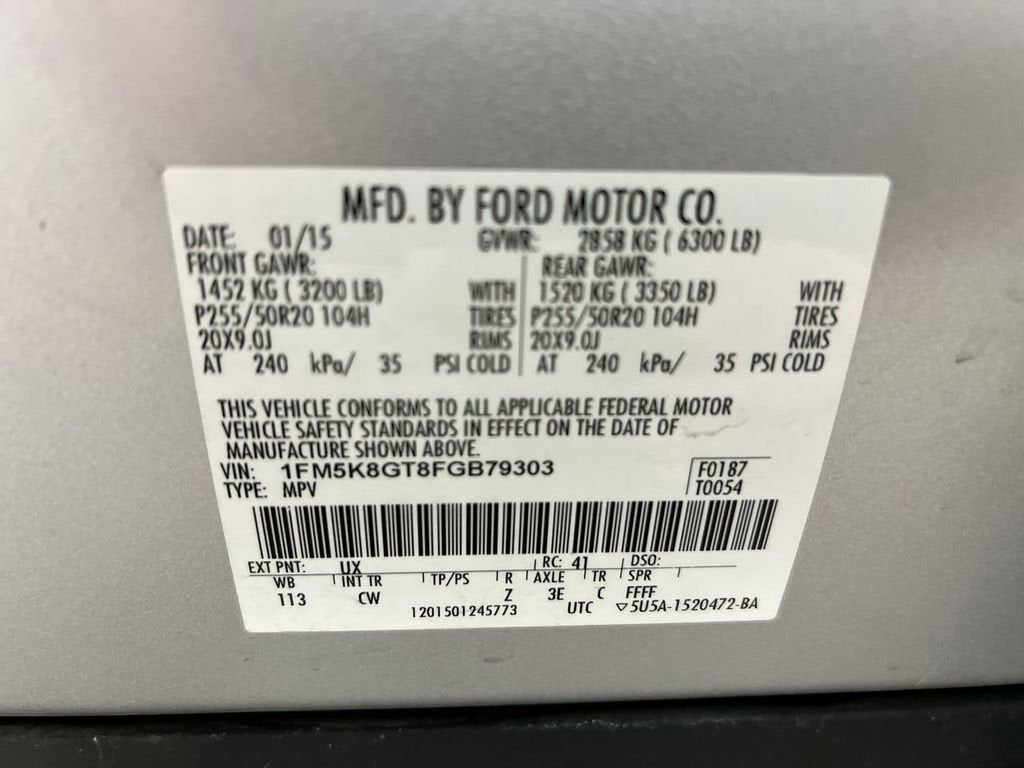 MFD. BY FORD MOTOR CO.
DATE: 01/15 GVWR: 2858 KG ( 6300 LB)
FRONT GAWR: REAR GAWR:
1452 KG ( 3200 LB) WITH 1520 KG ( 3350 LB) WITH
P255/50R20 104H TIRES P255/50R20 104H TIRES
20X9.0J RIMS 20X9.0J RIMS
AT 240 kPa/ 35 PSI COLD AT 240 kPa/ 35 PSI COLD
THIS VEHICLE CONFORMS TO ALL APPLICABLE FEDERAL MOTOR
VEHICLE SAFETY STANDARDS IN EFFECT ON THE DATE OF
MANUFACTURE SHOWN ABOVE.
VIN: 1FM5K8GT8FGB79303 F0187
TYPE: MPV T0054
EXT PNT: UX RC: 41 DSO:
WB INT TR TP/PS R AXLE TR SPR
113 CW Z 3E C FFFF
1201501245773 UTC ▽5U5A-1520472-BA